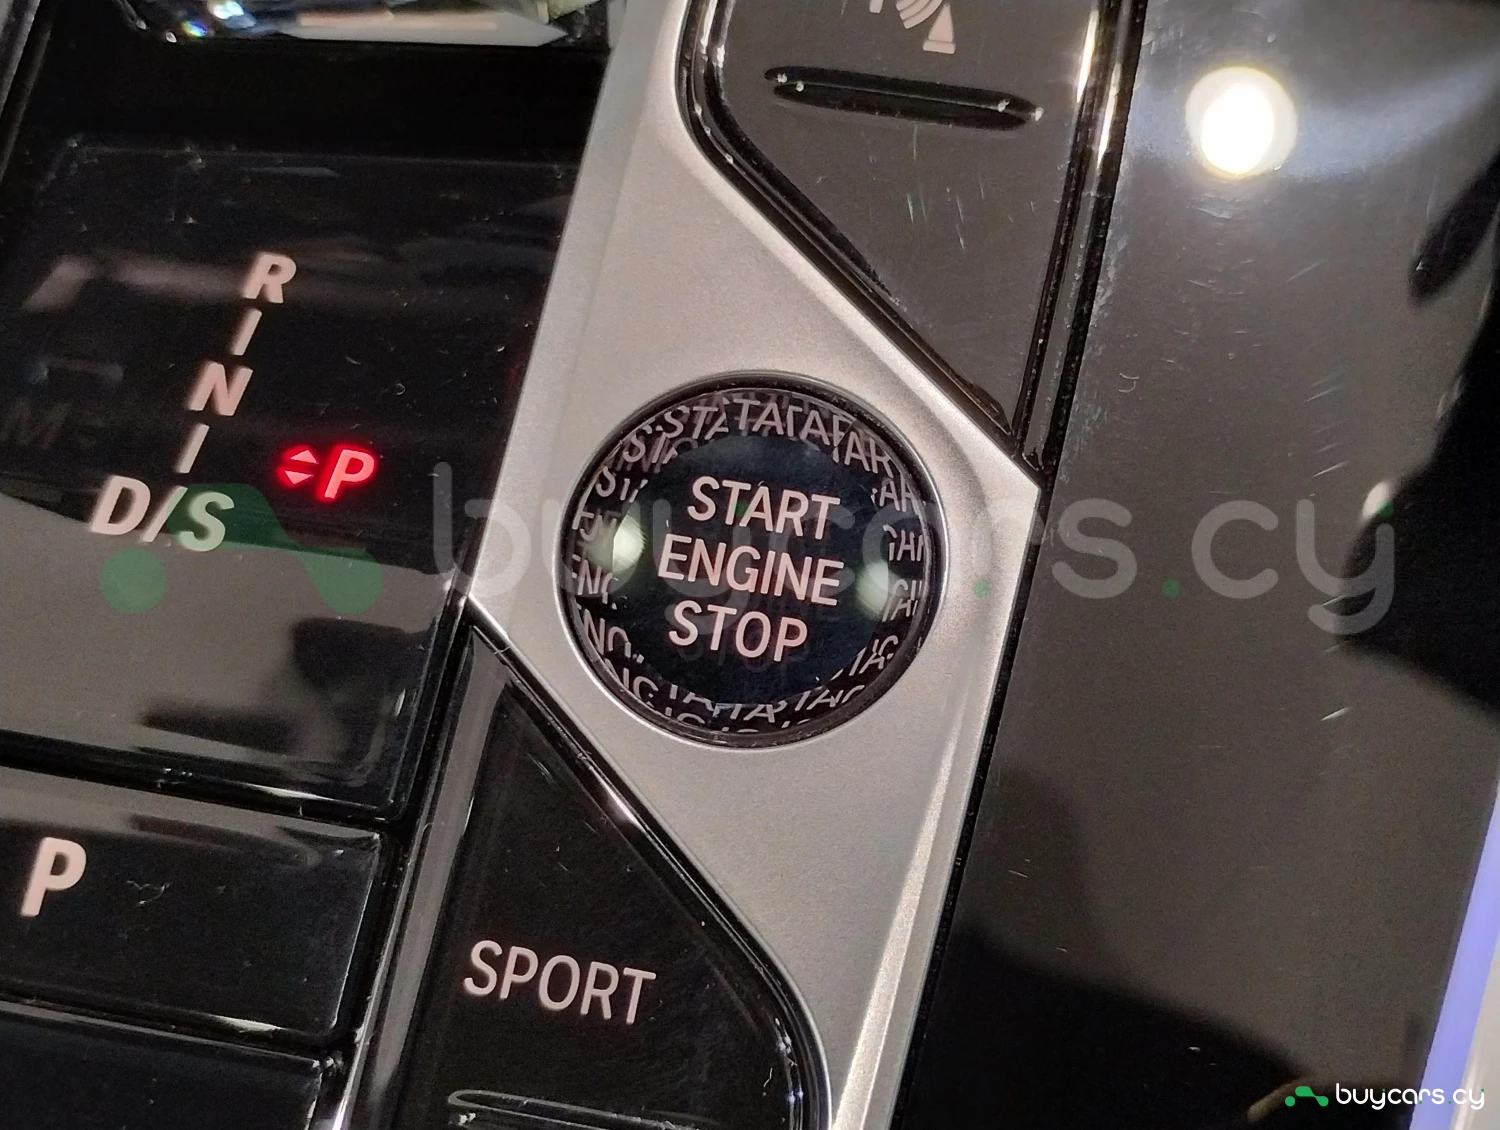 R
N
D/S
P
START
ENGINE
STOP
P
SPORT
buycars.cy
buycars.cy